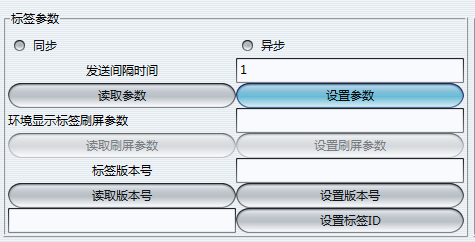 标签参数
同步 异步
发送间隔时间 1
读取参数 设置参数
环境显示标签刷屏参数
读取刷屏参数 设置刷屏参数
标签版本号
读取版本号 设置版本号
设置标签ID